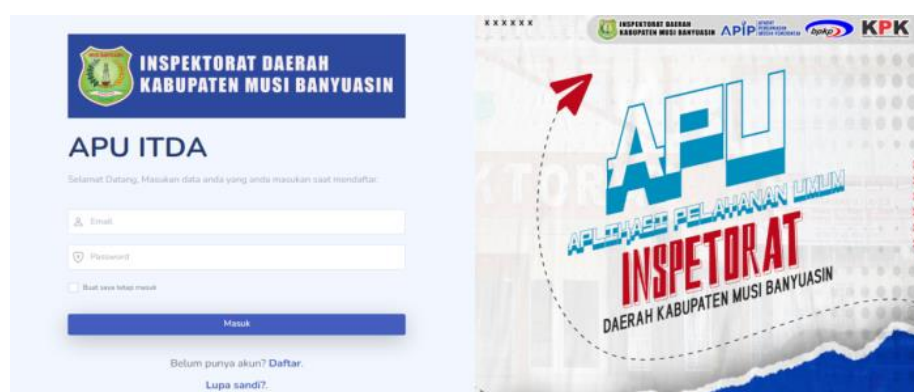 INSPEKTORAT DAERAH
KABUPATEN MUSI BANYUASIN
APU ITDA
Selamat Datang, Masukan data anda yang anda masukan saat mendaftar.
Email
Password
Buat saya tetap masuk
Masuk
Belum punya akun? Daftar.
Lupa sandi?.
INSPEKTORAT DAERAH
KABUPATEN MUSI BANYUASIN
APIP
bpkp
KPK
APU
APLIKASI PELAYANAN UMUM
INSPETORAT
DAERAH KABUPATEN MUSI BANYUASIN